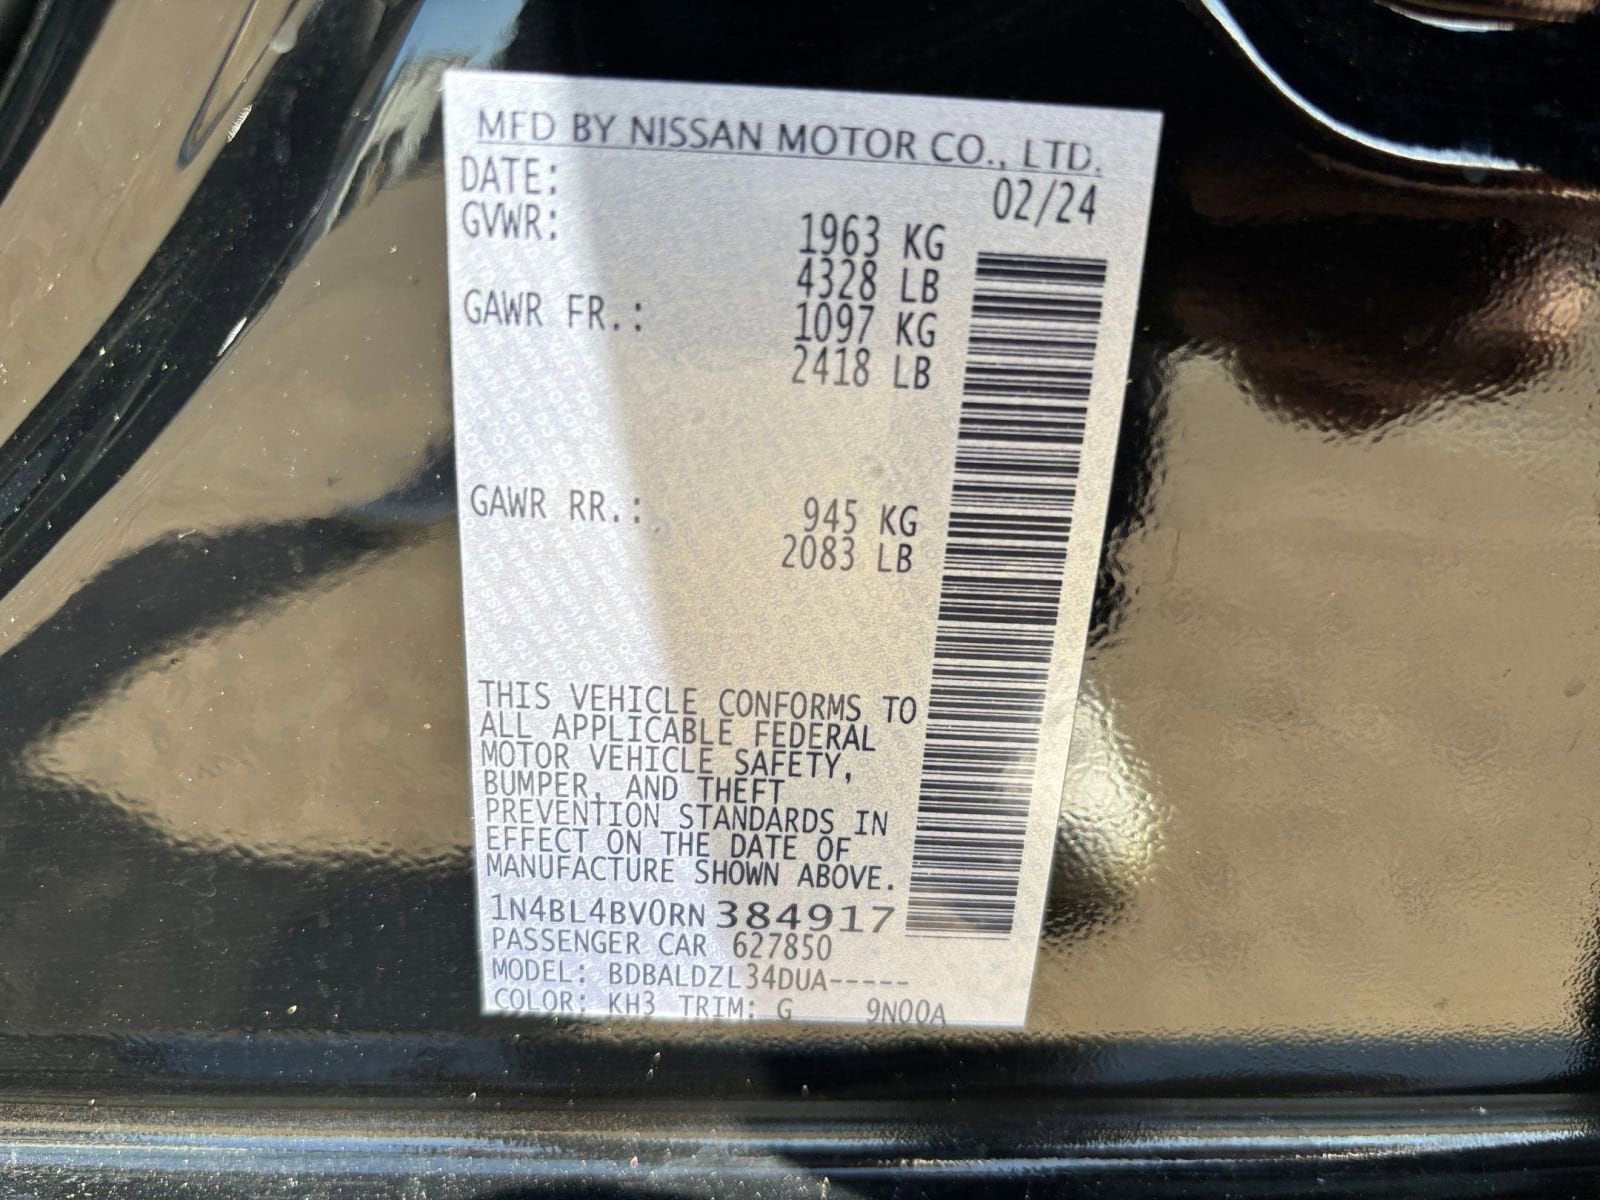 MFD BY NISSAN MOTOR CO., LTD.
DATE: 02/24
GVWR: 1963 KG
4328 LB
GAWR FR.: 1097 KG
2418 LB
GAWR RR.: 945 KG
2083 LB
THIS VEHICLE CONFORMS TO
ALL APPLICABLE FEDERAL
MOTOR VEHICLE SAFETY,
BUMPER, AND THEFT
PREVENTION STANDARDS IN
EFFECT ON THE DATE OF
MANUFACTURE SHOWN ABOVE.
1N4BL4BV0RN384917
PASSENGER CAR 627850
MODEL: BDBALDZL34DUA-----
COLOR: KH3 TRIM: G 9N00A